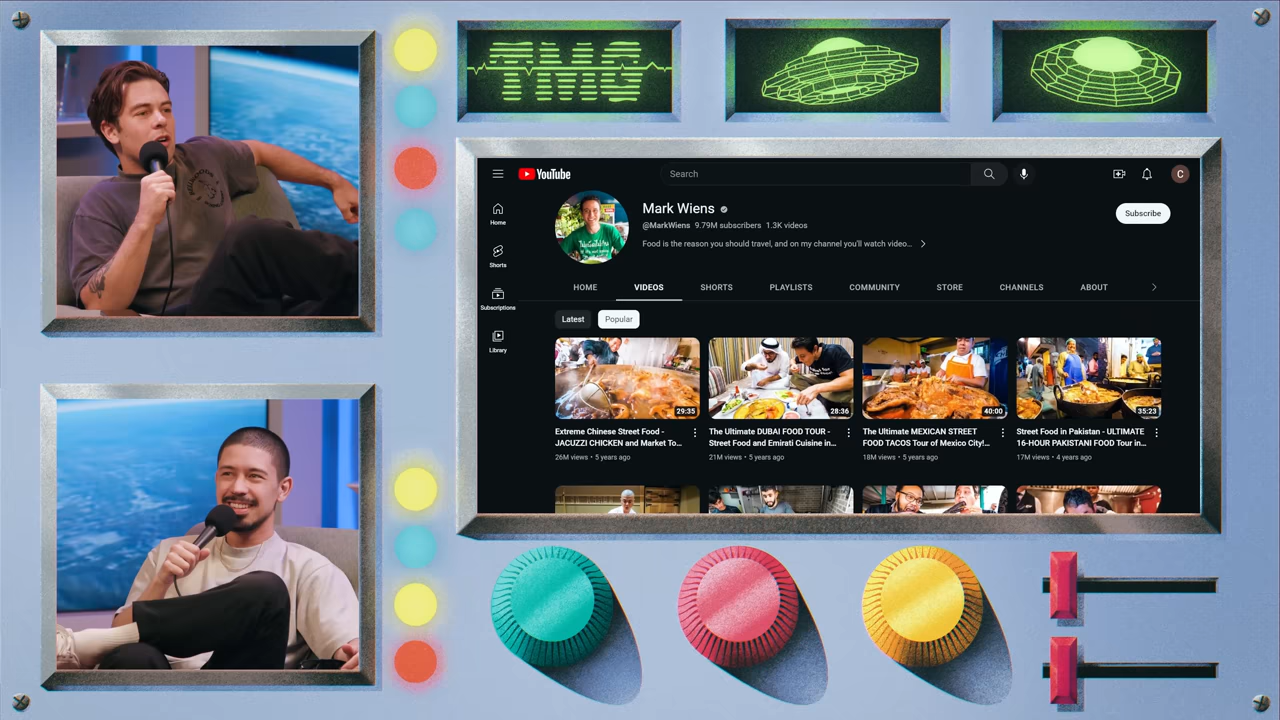 TMG
YouTube
Search
C
Home
Shorts
Subscriptions
Library
Mark Wiens
@MarkWiens 9.79M subscribers 1.3K videos
Food is the reason you should travel, and on my channel you'll watch video...
Subscribe
HOME VIDEOS SHORTS PLAYLISTS COMMUNITY STORE CHANNELS ABOUT
Latest Popular
29:35 28:36 40:00 35:23
Extreme Chinese Street Food -
JACUZZI CHICKEN and Market To...
26M views • 5 years ago
The Ultimate DUBAI FOOD TOUR -
Street Food and Emirati Cuisine in...
21M views • 5 years ago
The Ultimate MEXICAN STREET
FOOD TACOS Tour of Mexico City!...
18M views • 5 years ago
Street Food in Pakistan - ULTIMATE
16-HOUR PAKISTANI FOOD Tour in...
17M views • 4 years ago